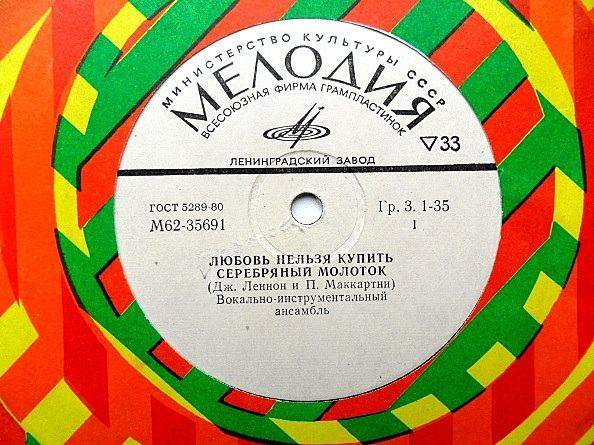 МИНИСТЕРСТВО КУЛЬТУРЫ СССР
МЕЛОДИЯ
ВСЕСОЮЗНАЯ ФИРМА ГРАМПЛАСТИНОК
▽33
ЛЕНИНГРАДСКИЙ ЗАВОД
ГОСТ 5289-80
Гр. 3. 1-35
М62-35691
1
ЛЮБОВЬ НЕЛЬЗЯ КУПИТЬ
СЕРЕБРЯНЫЙ МОЛОТОК
(Дж. Леннон и П. Маккартни)
Вокально-инструментальный
ансамбль